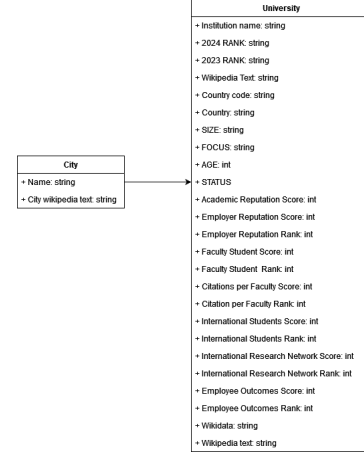 University
+ Institution name: string
+ 2024 RANK: string
+ 2023 RANK: string
+ Wikipedia Text: string
+ Country code: string
+ Country: string
+ SIZE: string
+ FOCUS: string
+ AGE: int
+ STATUS
+ Academic Reputation Score: int
+ Employer Reputation Score: int
+ Employer Reputation Rank: int
+ Faculty Student Score: int
+ Faculty Student Rank: int
+ Citations per Faculty Score: int
+ Citation per Faculty Rank: int
+ International Students Score: int
+ International Students Rank: int
+ International Research Network Score: int
+ International Research Network Rank: int
+ Employee Outcomes Score: int
+ Employee Outcomes Rank: int
+ Wikidata: string
+ Wikipedia text: string
City
+ Name: string
+ City wikipedia text: string